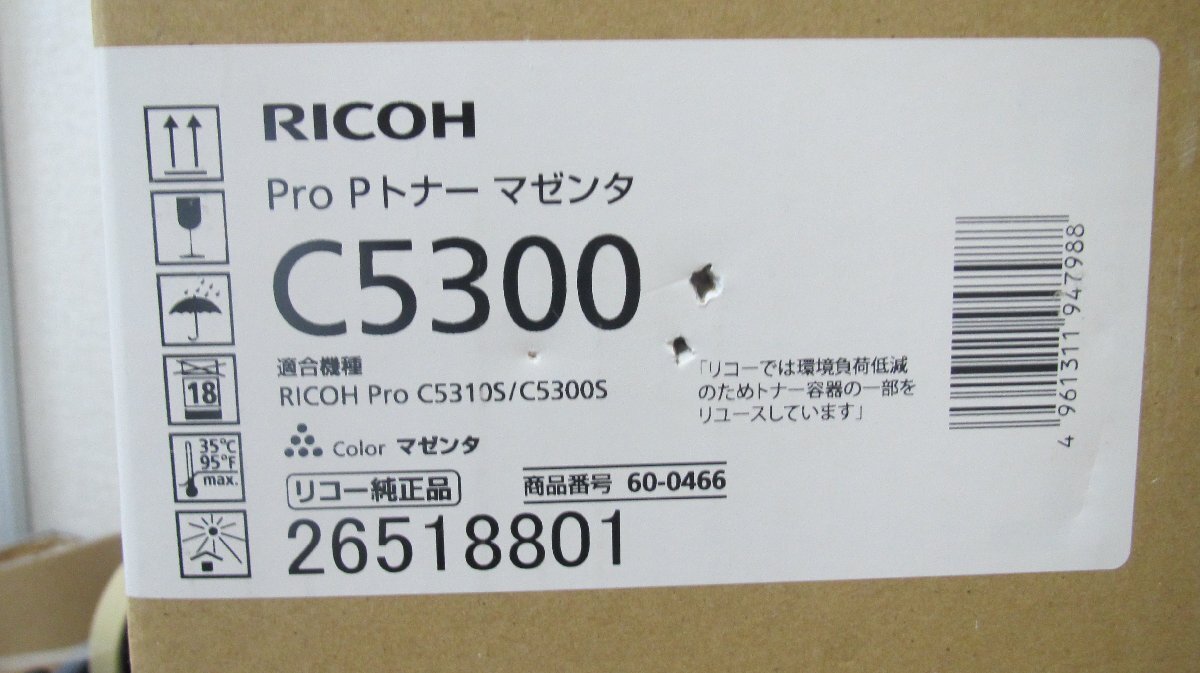 RICOH
Pro Pトナー マゼンタ
C5300
適合機種
RICOH Pro C5310S/C5300S
Color マゼンタ
リコー純正品
商品番号 60-0466
26518801
「リコーでは環境負荷低減
のためトナー容器の一部を
リユースしています」
4 961311 947988
18
35℃
95°F
max.